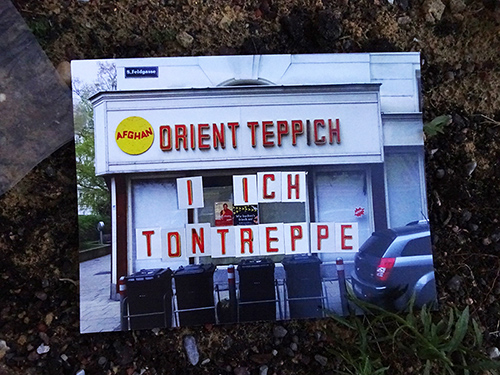 8.Feldgasse
AFGHAN
ORIENT TEPPICH
I ICH
TONTREPPE